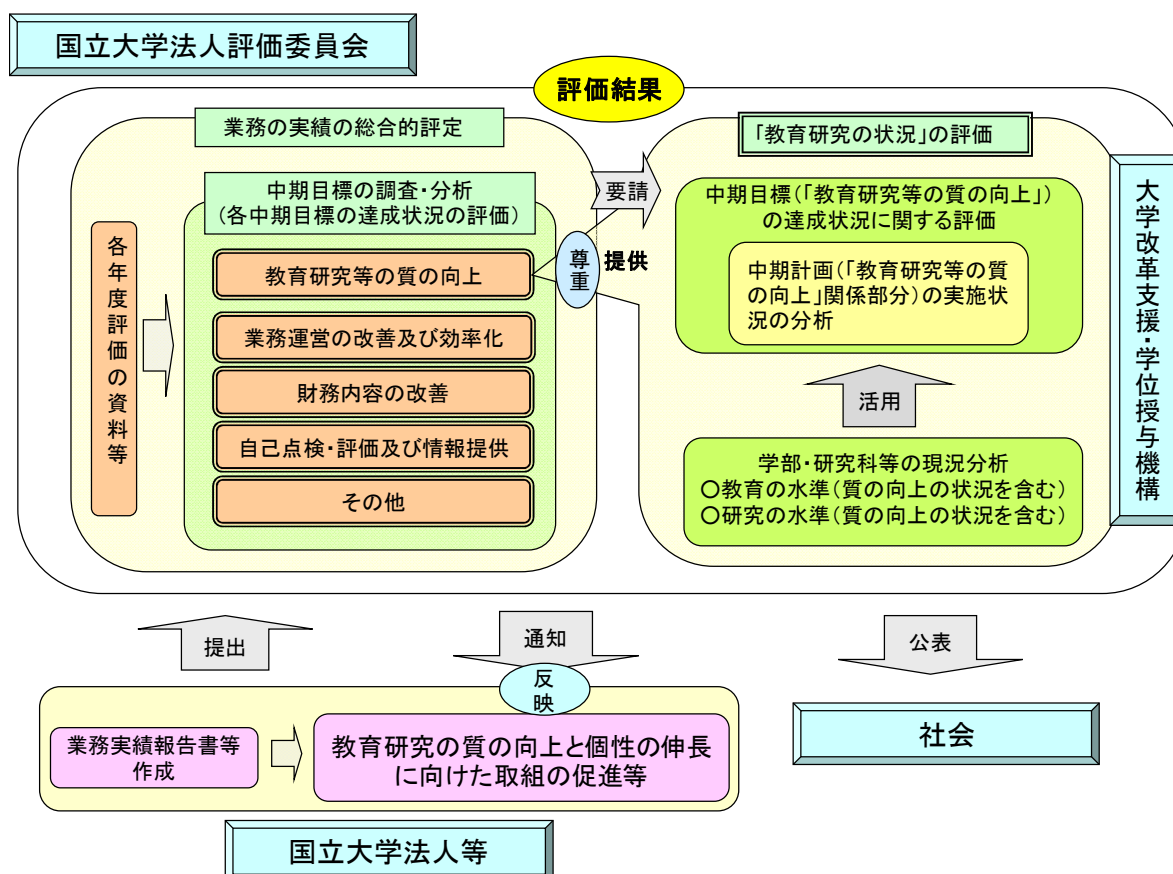 国立大学法人評価委員会
評価結果
業務の実績の総合的評定
中期目標の調査・分析
(各中期目標の達成状況の評価)
各年度評価の資料等
教育研究等の質の向上
業務運営の改善及び効率化
財務内容の改善
自己点検・評価及び情報提供
その他
要請
尊重
提供
「教育研究の状況」の評価
中期目標(「教育研究等の質の向上」)
の達成状況に関する評価
中期計画(「教育研究等の質
の向上」関係部分)の実施状
況の分析
活用
学部・研究科等の現況分析
○教育の水準(質の向上の状況を含む)
○研究の水準(質の向上の状況を含む)
大学改革支援・学位授与機構
提出
通知
公表
反映
業務実績報告書等
作成
教育研究の質の向上と個性の伸長
に向けた取組の促進等
社会
国立大学法人等